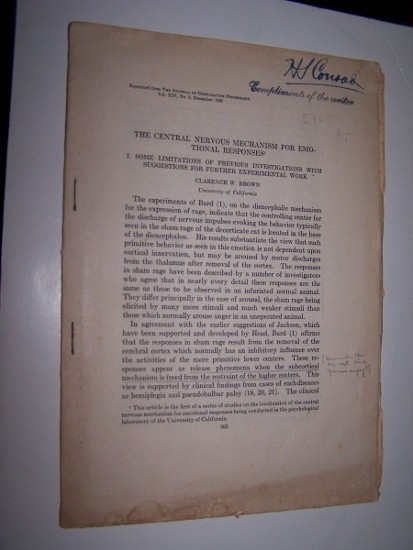 H S Conrad
Compliments of the writer
Reprinted from THE JOURNAL OF COMPARATIVE PSYCHOLOGY
Vol. XIV, No. 3, December, 1932
THE CENTRAL NERVOUS MECHANISM FOR EMO-
TIONAL RESPONSES¹
I. SOME LIMITATIONS OF PREVIOUS INVESTIGATIONS WITH
SUGGESTIONS FOR FURTHER EXPERIMENTAL WORK
CLARENCE W. BROWN
University of California
The experiments of Bard (1), on the diencephalic mechanism
for the expression of rage, indicate that the controlling center for
the discharge of nervous impulses evoking the behavior typically
seen in the sham rage of the decorticate cat is located in the base
of the diencephalon. His results substantiate the view that such
primitive behavior as seen in this emotion is not dependent upon
cortical innervation, but may be aroused by motor discharges
from the thalamus after removal of the cortex. The responses
in sham rage have been described by a number of investigators
who agree that in nearly every detail these responses are the
same as those to be observed in an infuriated normal animal.
They differ principally in the ease of arousal, the sham rage being
elicited by many more stimuli and much weaker stimuli than
those which normally arouse anger in an unoperated animal.
In agreement with the earlier suggestions of Jackson, which
have been supported and developed by Head, Bard (1) affirms
that the responses in sham rage result from the removal of the
cerebral cortex which normally has an inhibitory influence over
the activities of the more primitive lower centers. These re-
sponses appear as release phenomena when the subcortical
mechanism is freed from the restraint of the higher centers. This
view is supported by clinical findings from cases of such diseases
as hemiplegia and pseudobulbar palsy (18, 20, 21). The clinical
¹ This article is the first of a series of studies on the localization of the central
nervous mechanism for emotional responses being conducted in the psychological
laboratory of the University of California.